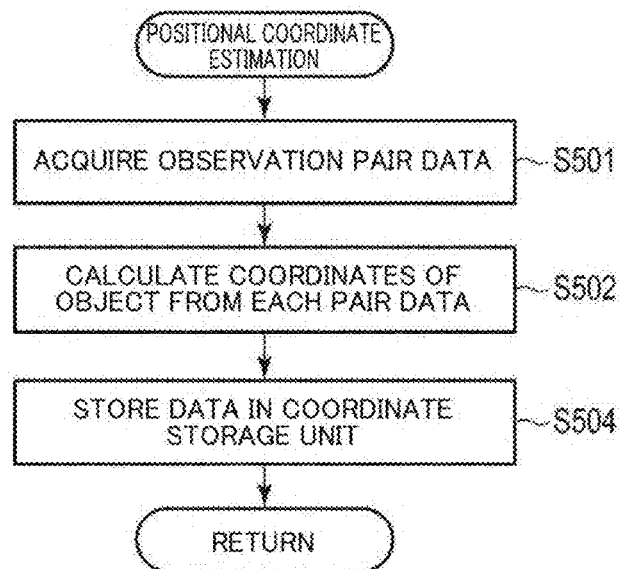 POSITIONAL COORDINATE
ESTIMATION
ACQUIRE OBSERVATION PAIR DATA
S501
CALCULATE COORDINATES OF
OBJECT FROM EACH PAIR DATA
S502
STORE DATA IN COORDINATE
STORAGE UNIT
S504
RETURN